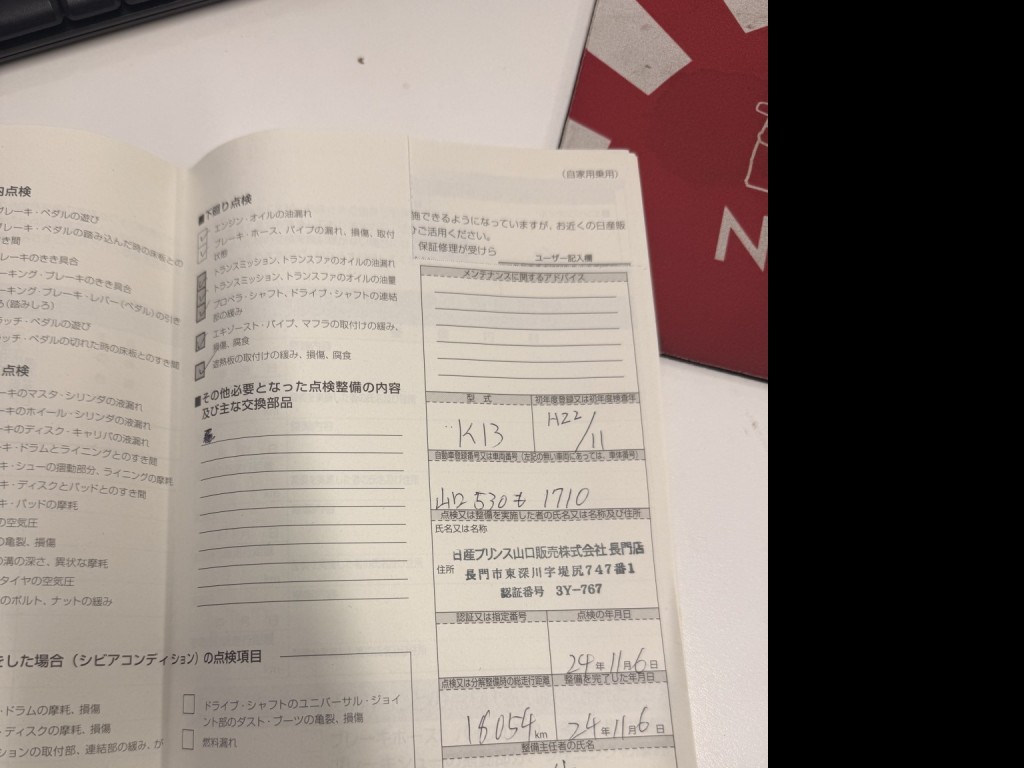 内点検
ブレーキ・ペダルの遊び
ブレーキ・ペダルの踏み込んだ時の床板との
き間
レーキのきき具合
ーキング・ブレーキのきき具合
ーキング・ブレーキ・レバー(ペダル)の引き
ろ(踏みしろ)
ラッチ・ペダルの遊び
ラッチ・ペダルの切れた時の床板とのすき間
点検
ーキのマスタ・シリンダの液漏れ
ーキのホイール・シリンダの液漏れ
ーキのディスク・キャリパの液漏れ
ーキ・ドラムとライニングとのすき間
キ・シューの摺動部分、ライニングの摩耗
キ・ディスクとパッドとのすき間
キ・パッドの摩耗
の空気圧
の亀裂、損傷
の溝の深さ、異状な摩耗
タイヤの空気圧
のボルト、ナットの緩み
をした場合(シビアコンディション)の点検項目
・ドラムの摩耗、損傷
・ディスクの摩耗、損傷
ションの取付部、連結部の緩み、が
■下廻り点検
エンジン・オイルの油漏れ
ブレーキ・ホース、パイプの漏れ、損傷、取付
状態
トランスミッション、トランスファのオイルの油漏れ
トランスミッション、トランスファのオイルの油量
プロペラ・シャフト、ドライブ・シャフトの連結
部の緩み
エキゾースト・パイプ、マフラの取付けの緩み、
損傷、腐食
遮熱板の取付けの緩み、損傷、腐食
■その他必要となった点検整備の内容
及び主な交換部品
ドライブ・シャフトのユニバーサル・ジョイ
ント部のダスト・ブーツの亀裂、損傷
燃料漏れ
(自家用乗用)
施できるようになっていますが、お近くの日産販
ご活用ください。
保証修理が受けら
ユーザー記入欄
メンテナンスに関するアドバイス
型 式
初年度登録又は初年度検査年
K13
H22/11
自動車登録番号又は車両番号(左記の無い車両にあっては、車体番号)
山口 530 も 1710
点検又は整備を実施した者の氏名又は名称及び住所
氏名又は名称
日産プリンス山口販売株式会社 長門店
住所
長門市東深川字堤尻747番1
認証番号 3Y-767
認証又は指定番号
点検の年月日
24年11月6日
点検又は分解整備時の総走行距離
整備を完了した年月日
18054km
24年11月6日
整備主任者の氏名